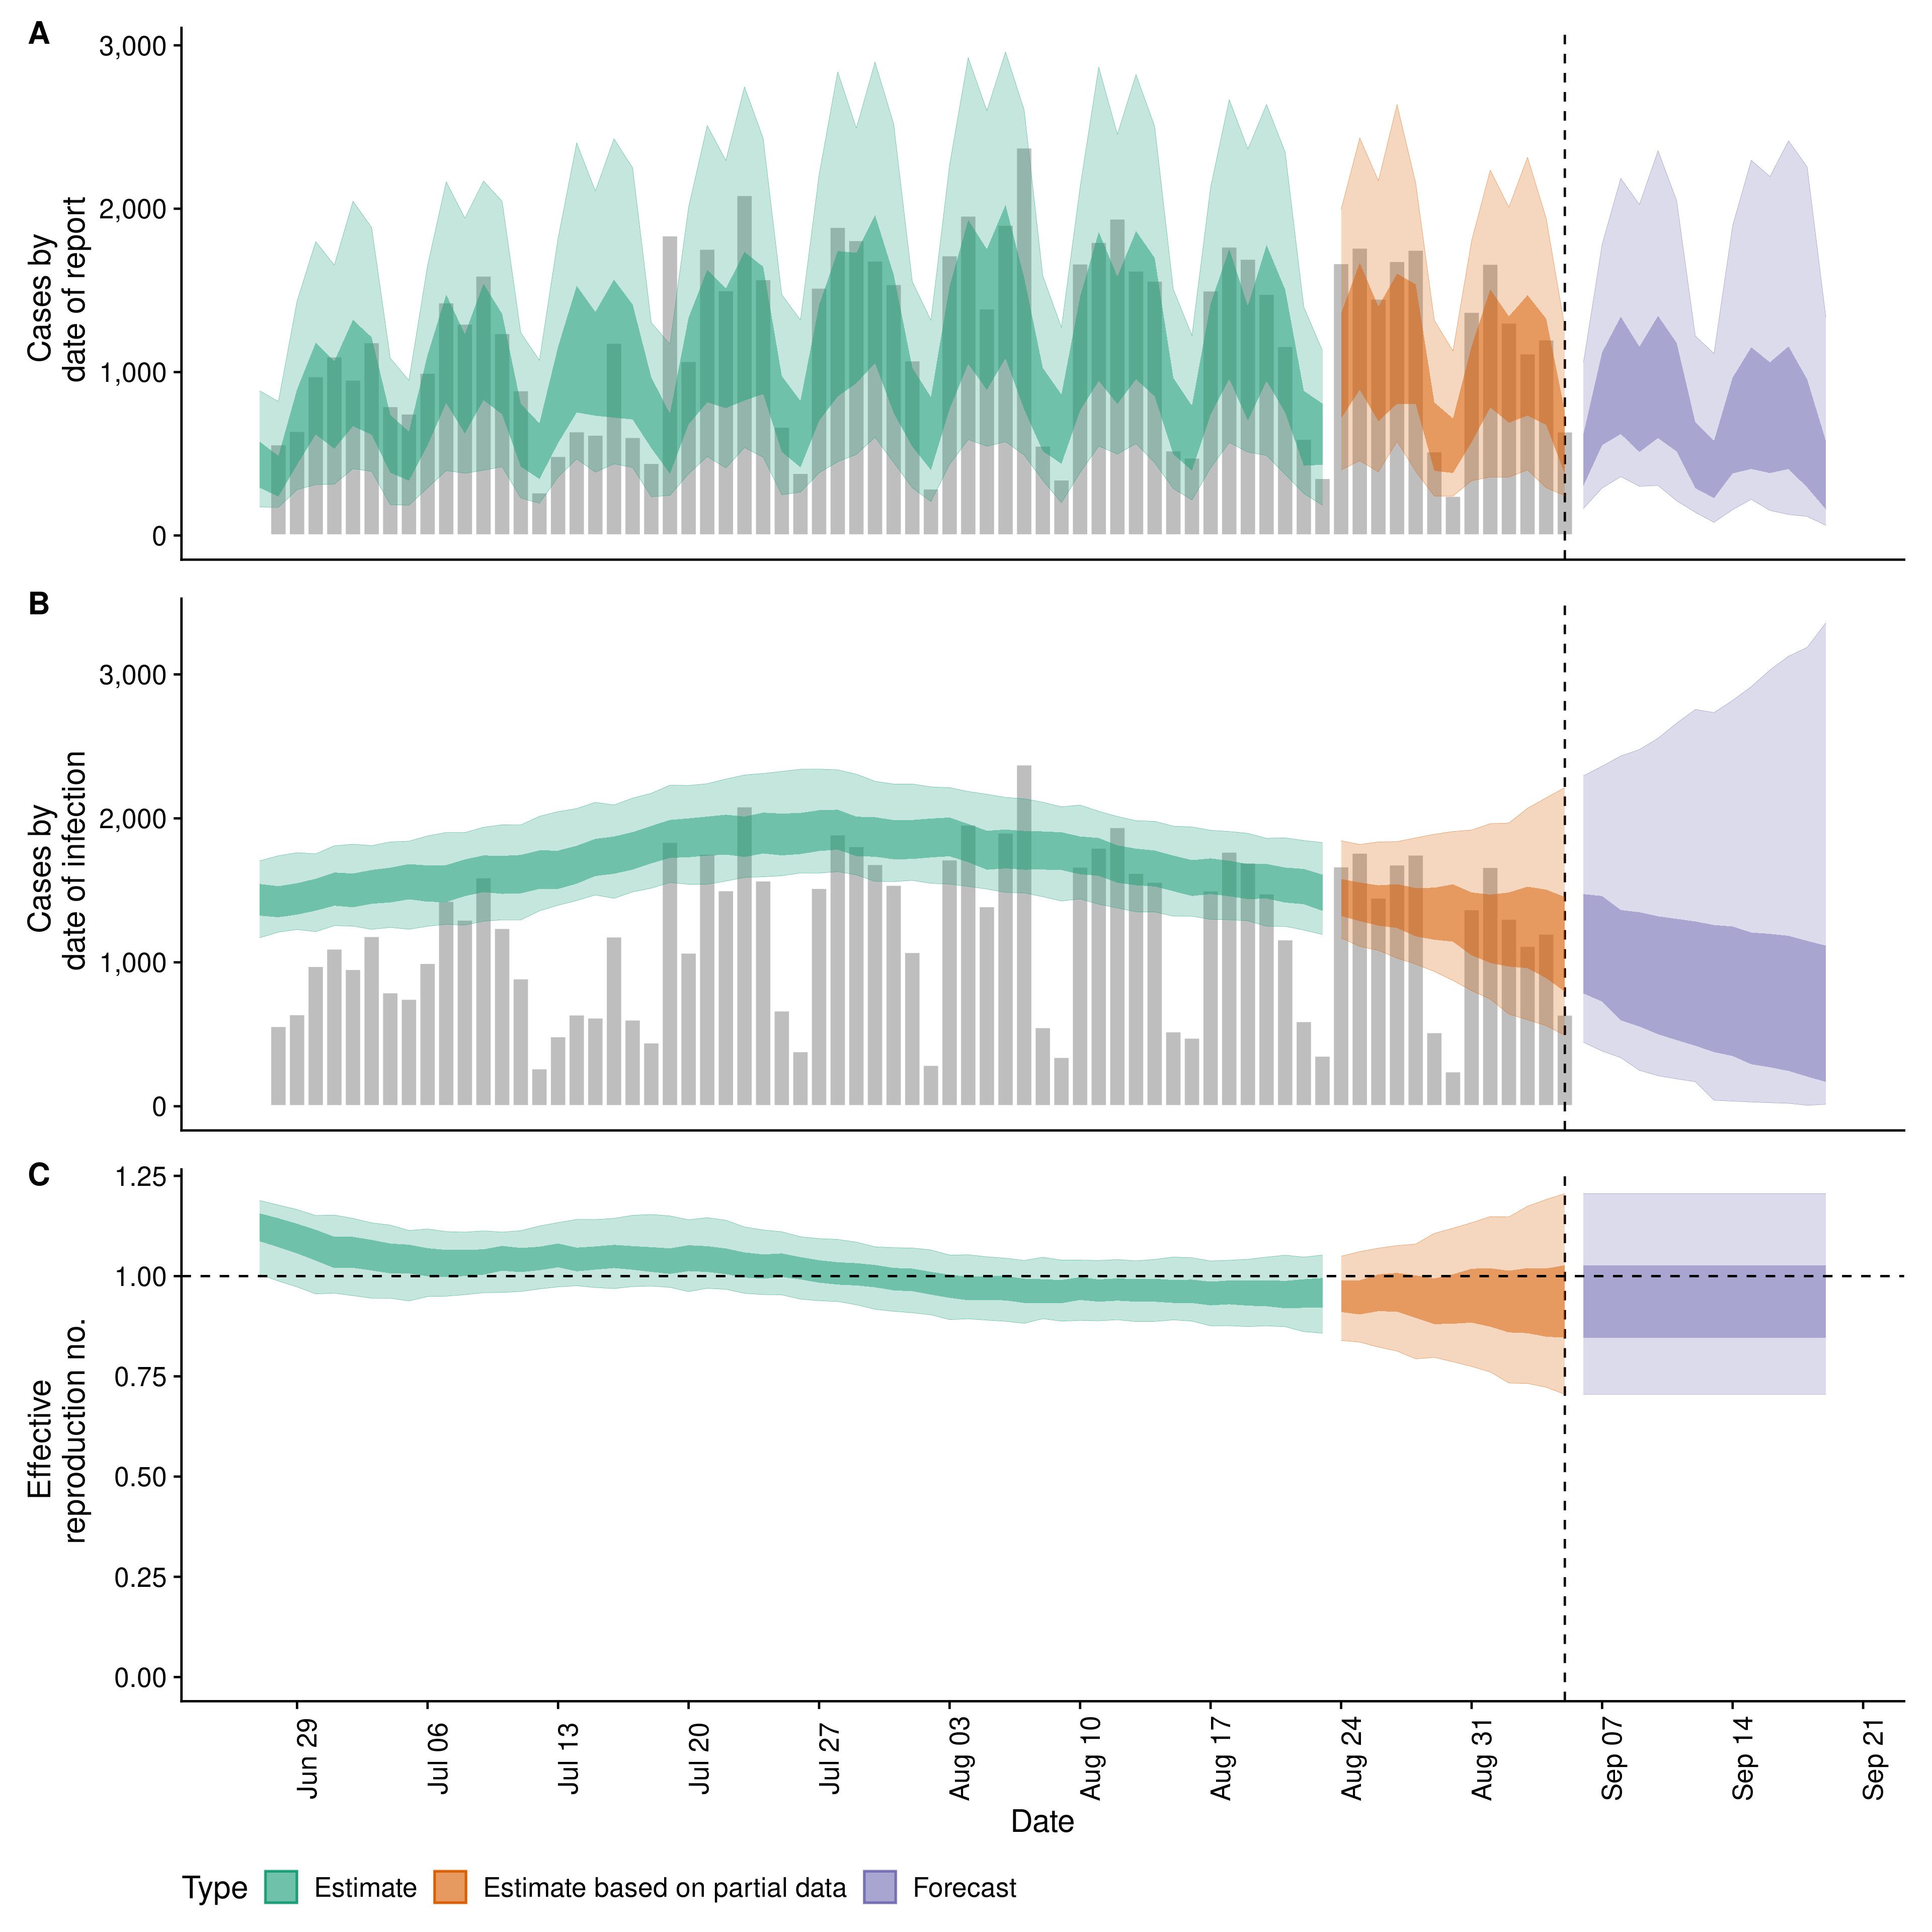 A
3,000
2,000
1,000
0
Cases by
date of report
B
3,000
2,000
1,000
0
Cases by
date of infection
C
1.25
1.00
0.75
0.50
0.25
0.00
Effective
reproduction no.
Jun 29
Jul 06
Jul 13
Jul 20
Jul 27
Aug 03
Aug 10
Aug 17
Aug 24
Aug 31
Sep 07
Sep 14
Sep 21
Date
Type Estimate Estimate based on partial data Forecast